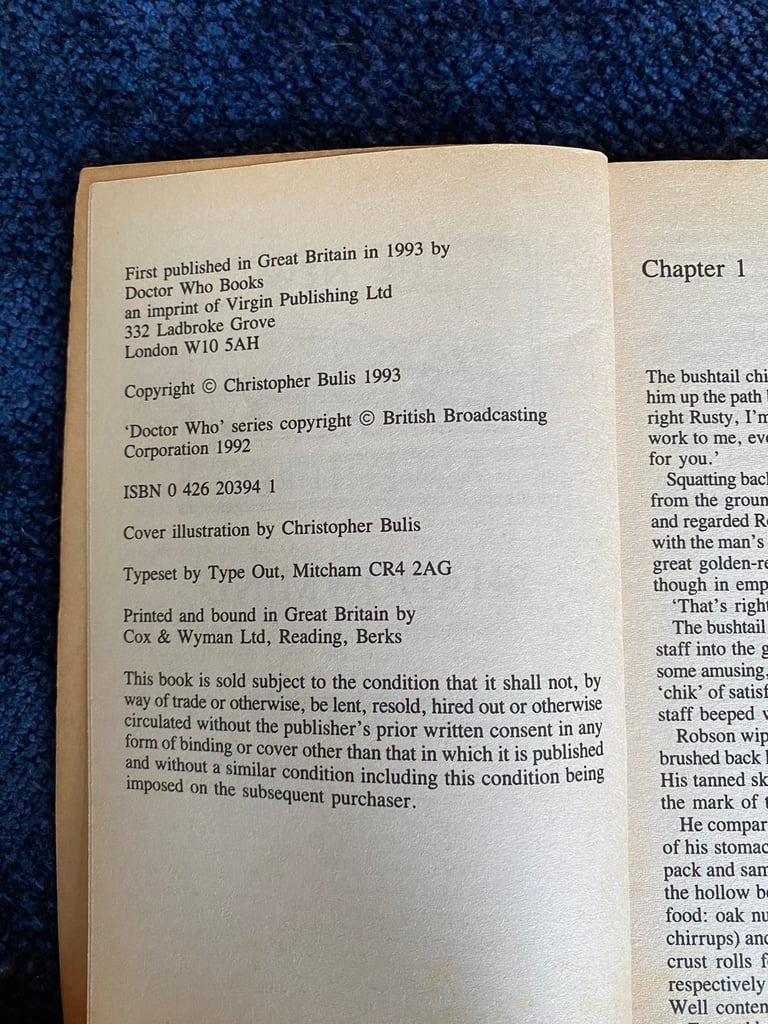 First published in Great Britain in 1993 by
Doctor Who Books
an imprint of Virgin Publishing Ltd
332 Ladbroke Grove
London W10 5AH
Copyright © Christopher Bulis 1993
‘Doctor Who’ series copyright © British Broadcasting
Corporation 1992
ISBN 0 426 20394 1
Cover illustration by Christopher Bulis
Typeset by Type Out, Mitcham CR4 2AG
Printed and bound in Great Britain by
Cox & Wyman Ltd, Reading, Berks
This book is sold subject to the condition that it shall not, by
way of trade or otherwise, be lent, resold, hired out or otherwise
circulated without the publisher’s prior written consent in any
form of binding or cover other than that in which it is published
and without a similar condition including this condition being
imposed on the subsequent purchaser.
Chapter 1
The bushtail
him up the path
right Rusty, I’m
work to me,
for you.’
Squatting
from the
and regarded
with the man’s
great
though in
‘That’s
The bushtail
staff into the
some amusing,
‘chik’ of
staff beeped
Robson
brushed back
His tanned
the mark of
He
of his
pack and
the hollow
food: oak
chirrups)
crust rolls
respectively
Well